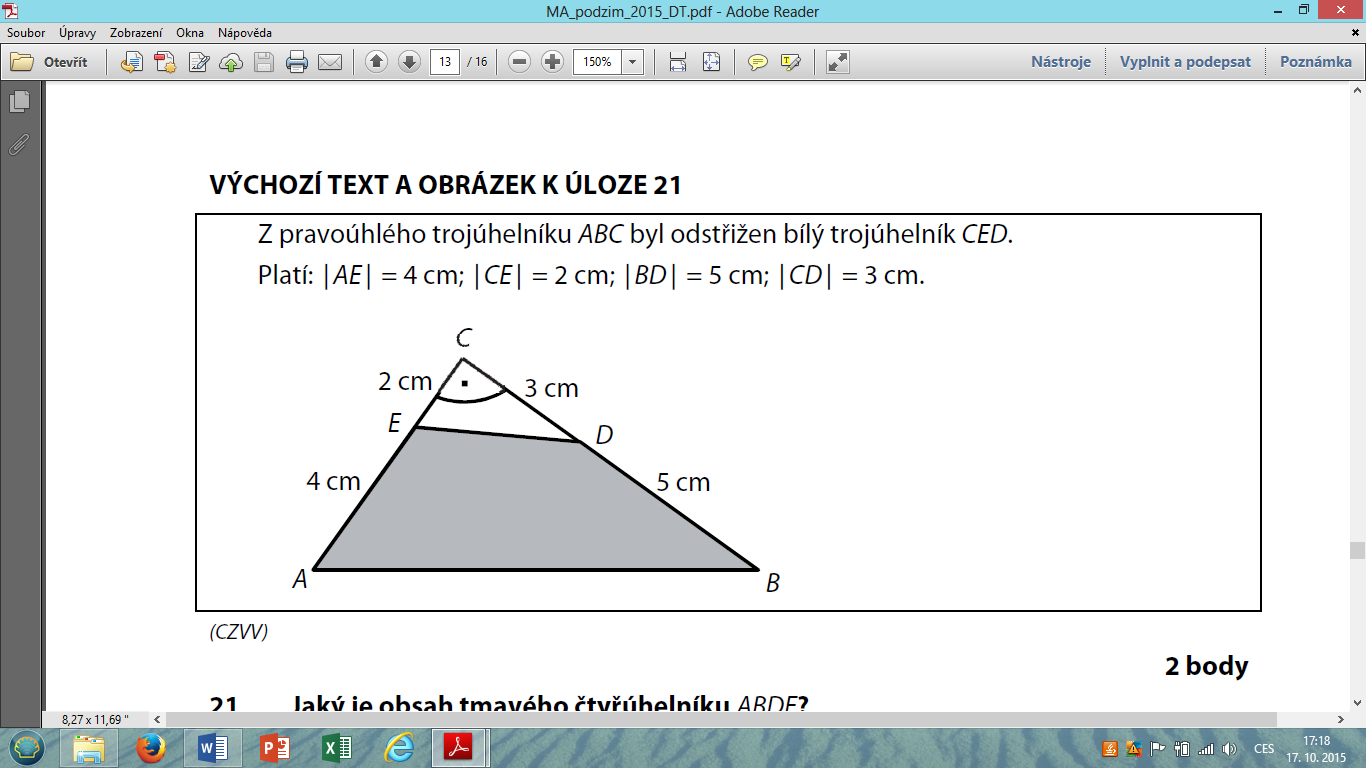 MA_podzim_2015_DT.pdf - Adobe Reader
Soubor Úpravy Zobrazení Okna Nápověda
Otevřít 13 / 16 150% Nástroje Vyplnit a podepsat Poznámka
VÝCHOZÍ TEXT A OBRÁZEK K ÚLOZE 21
Z pravoúhlého trojúhelníku ABC byl odstřižen bílý trojúhelník CED.
Platí: |AE| = 4 cm; |CE| = 2 cm; |BD| = 5 cm; |CD| = 3 cm.
C
2 cm 3 cm
E D
4 cm 5 cm
A B
(CZVV)
2 body
21 Jaký je obsah tmavého čtyřúhelníku ABDE?
8,27 x 11,69 "
CES 17:18
17. 10. 2015